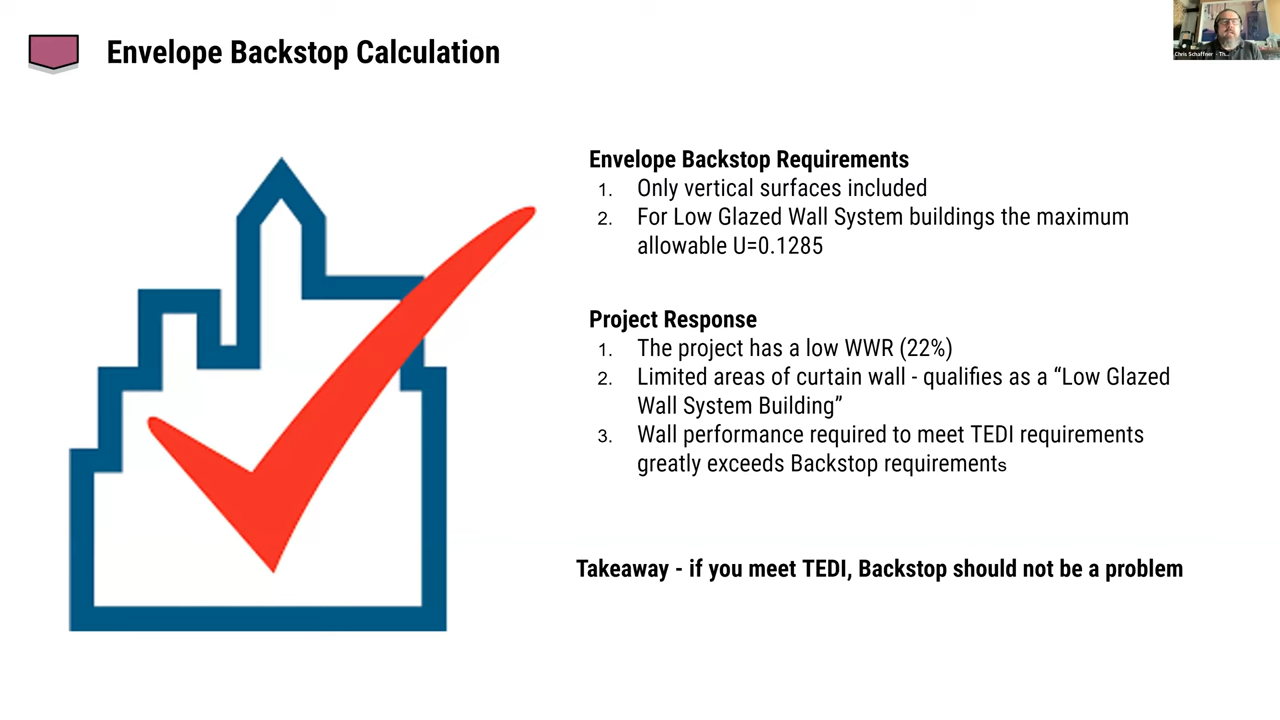 Envelope Backstop Calculation
Chris Schaffner - Th...
Envelope Backstop Requirements
1. Only vertical surfaces included
2. For Low Glazed Wall System buildings the maximum
allowable U=0.1285
Project Response
1. The project has a low WWR (22%)
2. Limited areas of curtain wall - qualifies as a “Low Glazed
Wall System Building”
3. Wall performance required to meet TEDI requirements
greatly exceeds Backstop requirements
Takeaway - if you meet TEDI, Backstop should not be a problem